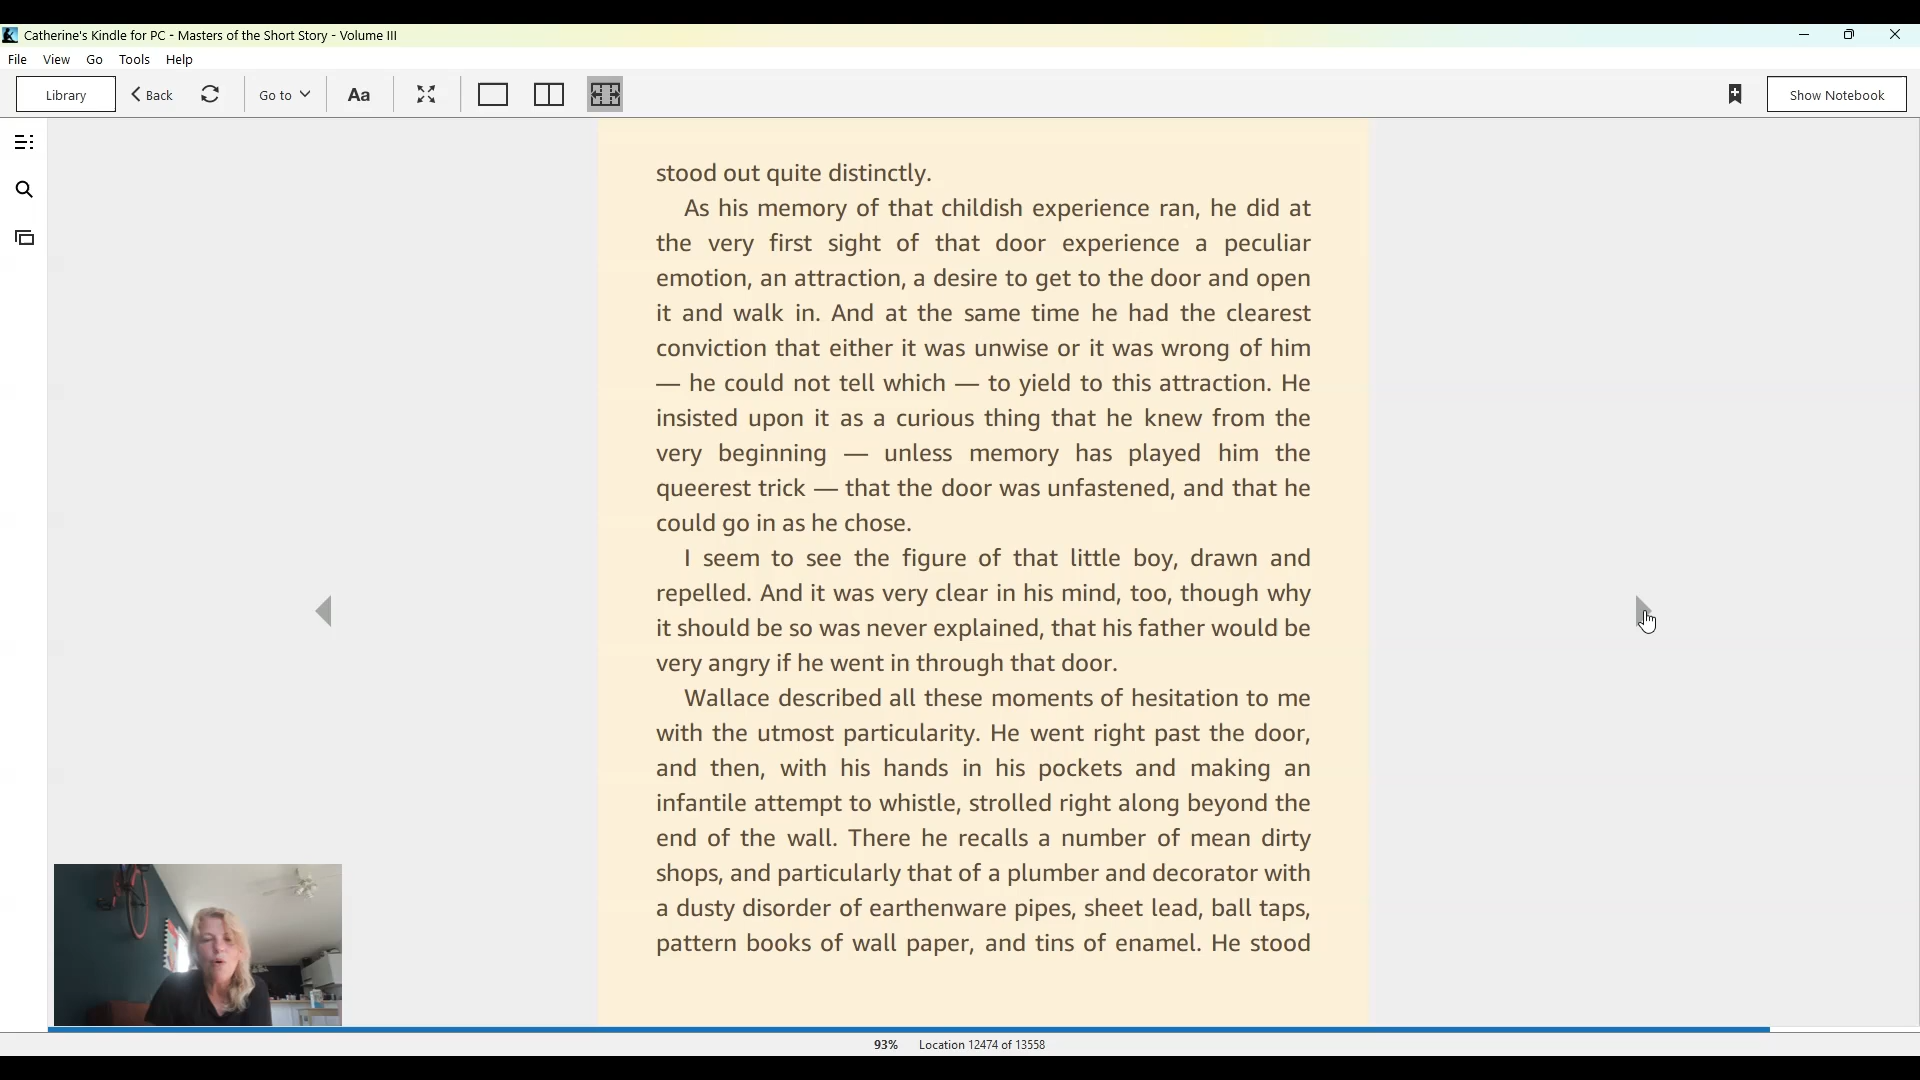 Catherine's Kindle for PC - Masters of the Short Story - Volume III
File View Go Tools Help
Library Back Go to Aa Show Notebook
stood out quite distinctly.
As his memory of that childish experience ran, he did at
the very first sight of that door experience a peculiar
emotion, an attraction, a desire to get to the door and open
it and walk in. And at the same time he had the clearest
conviction that either it was unwise or it was wrong of him
— he could not tell which — to yield to this attraction. He
insisted upon it as a curious thing that he knew from the
very beginning — unless memory has played him the
queerest trick — that the door was unfastened, and that he
could go in as he chose.
I seem to see the figure of that little boy, drawn and
repelled. And it was very clear in his mind, too, though why
it should be so was never explained, that his father would be
very angry if he went in through that door.
Wallace described all these moments of hesitation to me
with the utmost particularity. He went right past the door,
and then, with his hands in his pockets and making an
infantile attempt to whistle, strolled right along beyond the
end of the wall. There he recalls a number of mean dirty
shops, and particularly that of a plumber and decorator with
a dusty disorder of earthenware pipes, sheet lead, ball taps,
pattern books of wall paper, and tins of enamel. He stood
93% Location 12474 of 13558